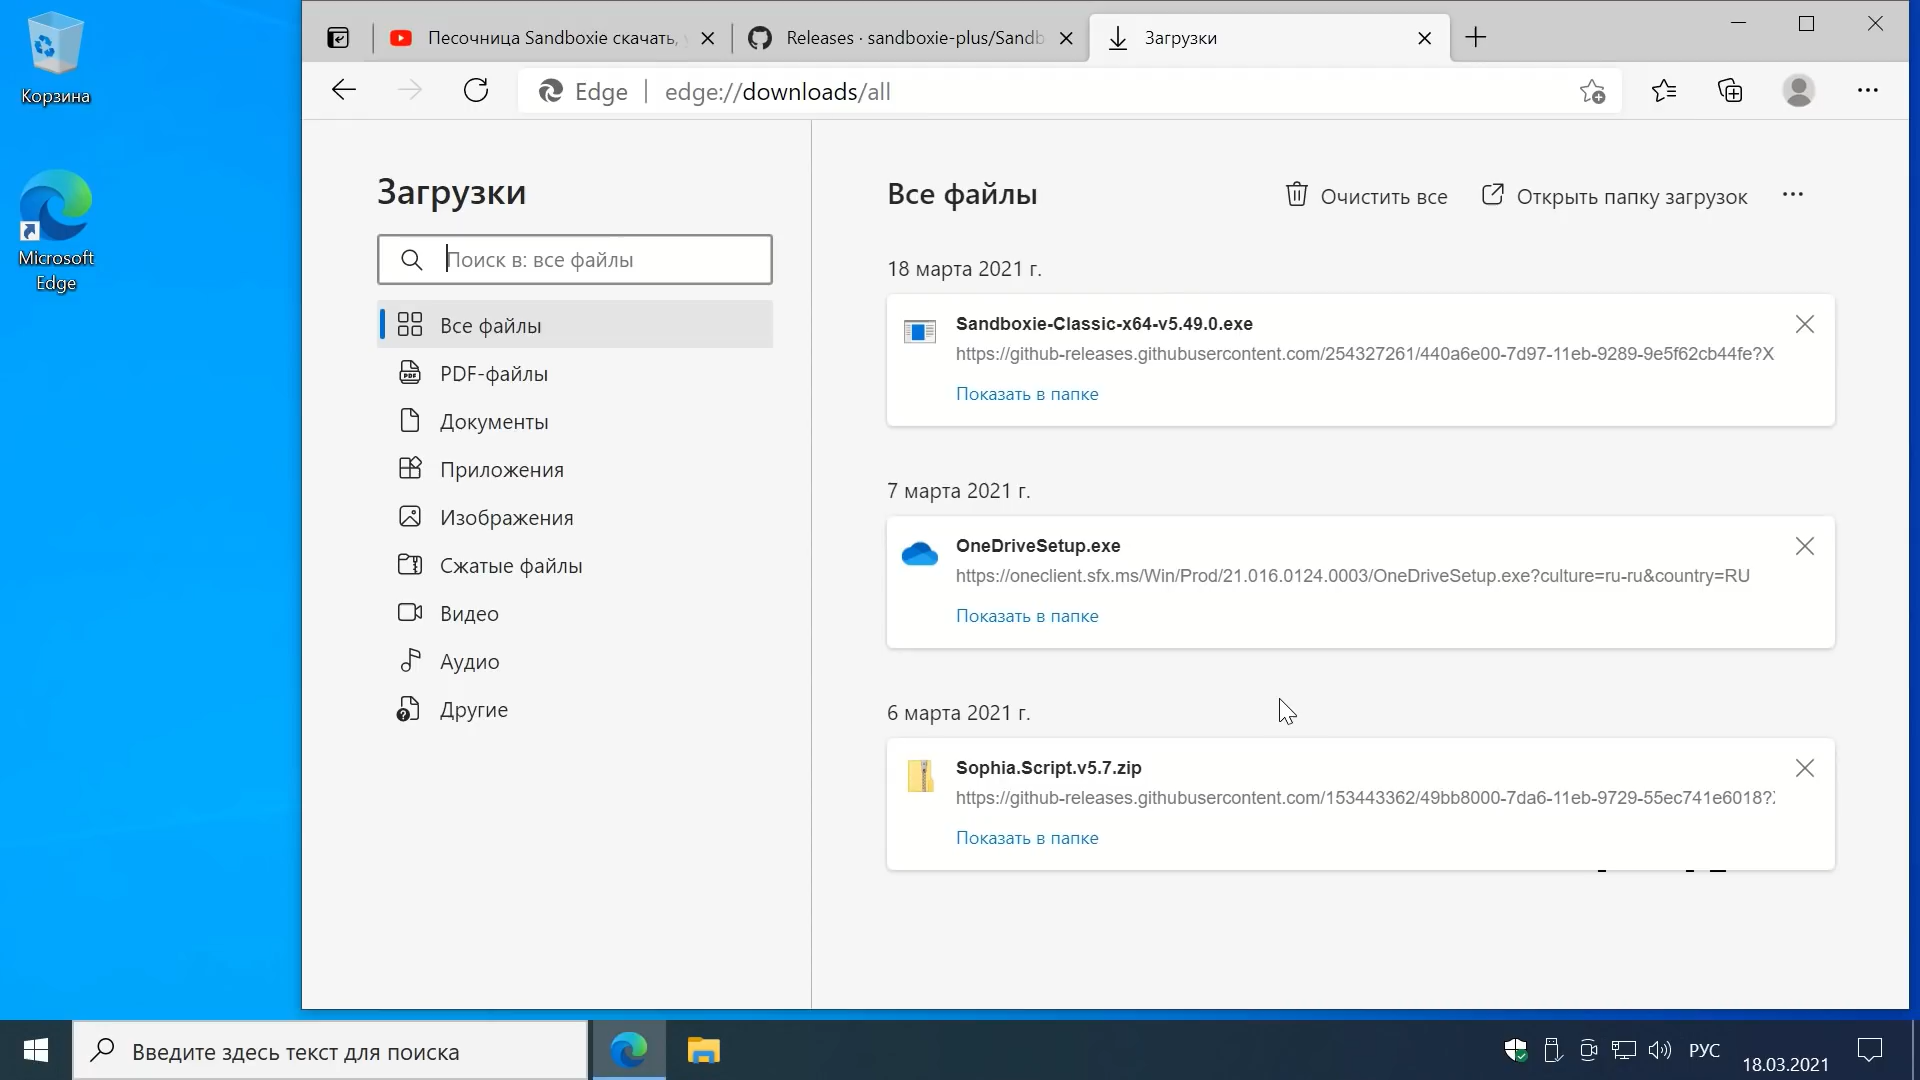 Корзина
Microsoft
Edge
Песочница Sandboxie скачать,
Releases · sandboxie-plus/Sandb
Загрузки
Edge
edge://downloads/all
Загрузки
Поиск в: все файлы
Все файлы
PDF-файлы
Документы
Приложения
Изображения
Сжатые файлы
Видео
Аудио
Другие
Все файлы
Очистить все
Открыть папку загрузок
18 марта 2021 г.
Sandboxie-Classic-x64-v5.49.0.exe
https://github-releases.githubusercontent.com/254327261/440a6e00-7d97-11eb-9289-9e5f62cb44fe?X
Показать в папке
7 марта 2021 г.
OneDriveSetup.exe
https://oneclient.sfx.ms/Win/Prod/21.016.0124.0003/OneDriveSetup.exe?culture=ru-ru&country=RU
Показать в папке
6 марта 2021 г.
Sophia.Script.v5.7.zip
https://github-releases.githubusercontent.com/153443362/49bb8000-7da6-11eb-9729-55ec741e6018?
Показать в папке
Введите здесь текст для поиска
РУС
18.03.2021